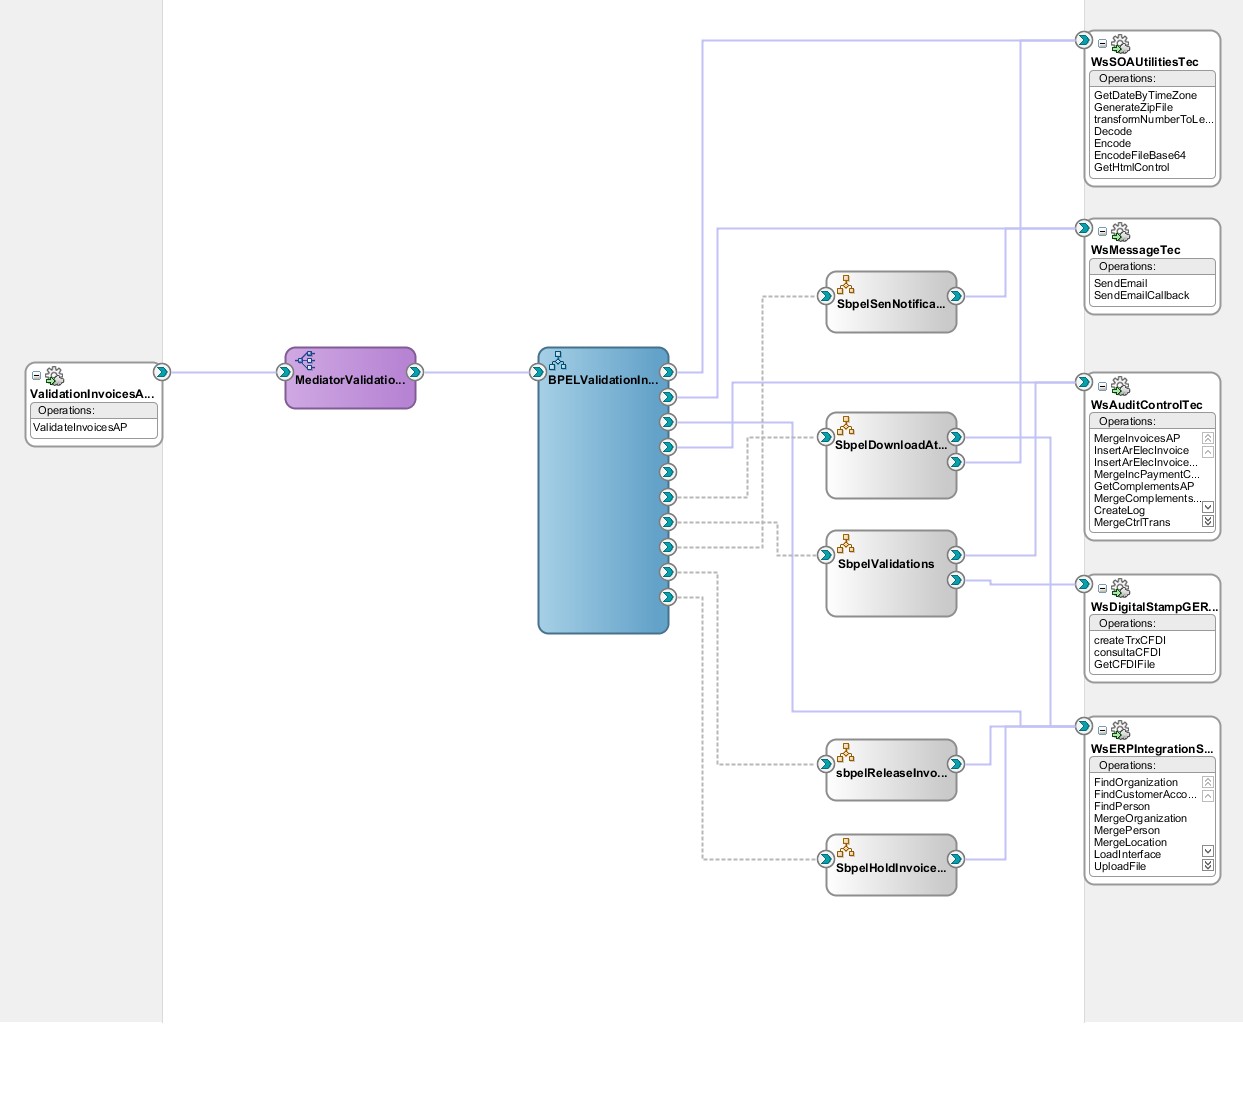 ValidationInvoicesA...
Operations:
ValidateInvoicesAP
MediatorValidatio...
BPELValidationIn...
SbpelSenNotifica...
SbpelDownloadAt...
SbpelValidations
sbpelReleaseInvo...
SbpelHoldInvoice...
WsSOAUtilitiesTec
Operations:
GetDateByTimeZone
GenerateZipFile
transformNumberToLe...
Decode
Encode
EncodeFileBase64
GetHtmlControl
WsMessageTec
Operations:
SendEmail
SendEmailCallback
WsAuditControlTec
Operations:
MergeInvoicesAP
InsertArElecInvoice
InsertArElecInvoice...
MergeIncPaymentC...
GetComplementsAP
MergeComplements...
CreateLog
MergeCtrlTrans
WsDigitalStampGER...
Operations:
createTrxCFDI
consultaCFDI
GetCFDIFile
WsERPIntegrationS...
Operations:
FindOrganization
FindCustomerAcco...
FindPerson
MergeOrganization
MergePerson
MergeLocation
LoadInterface
UploadFile